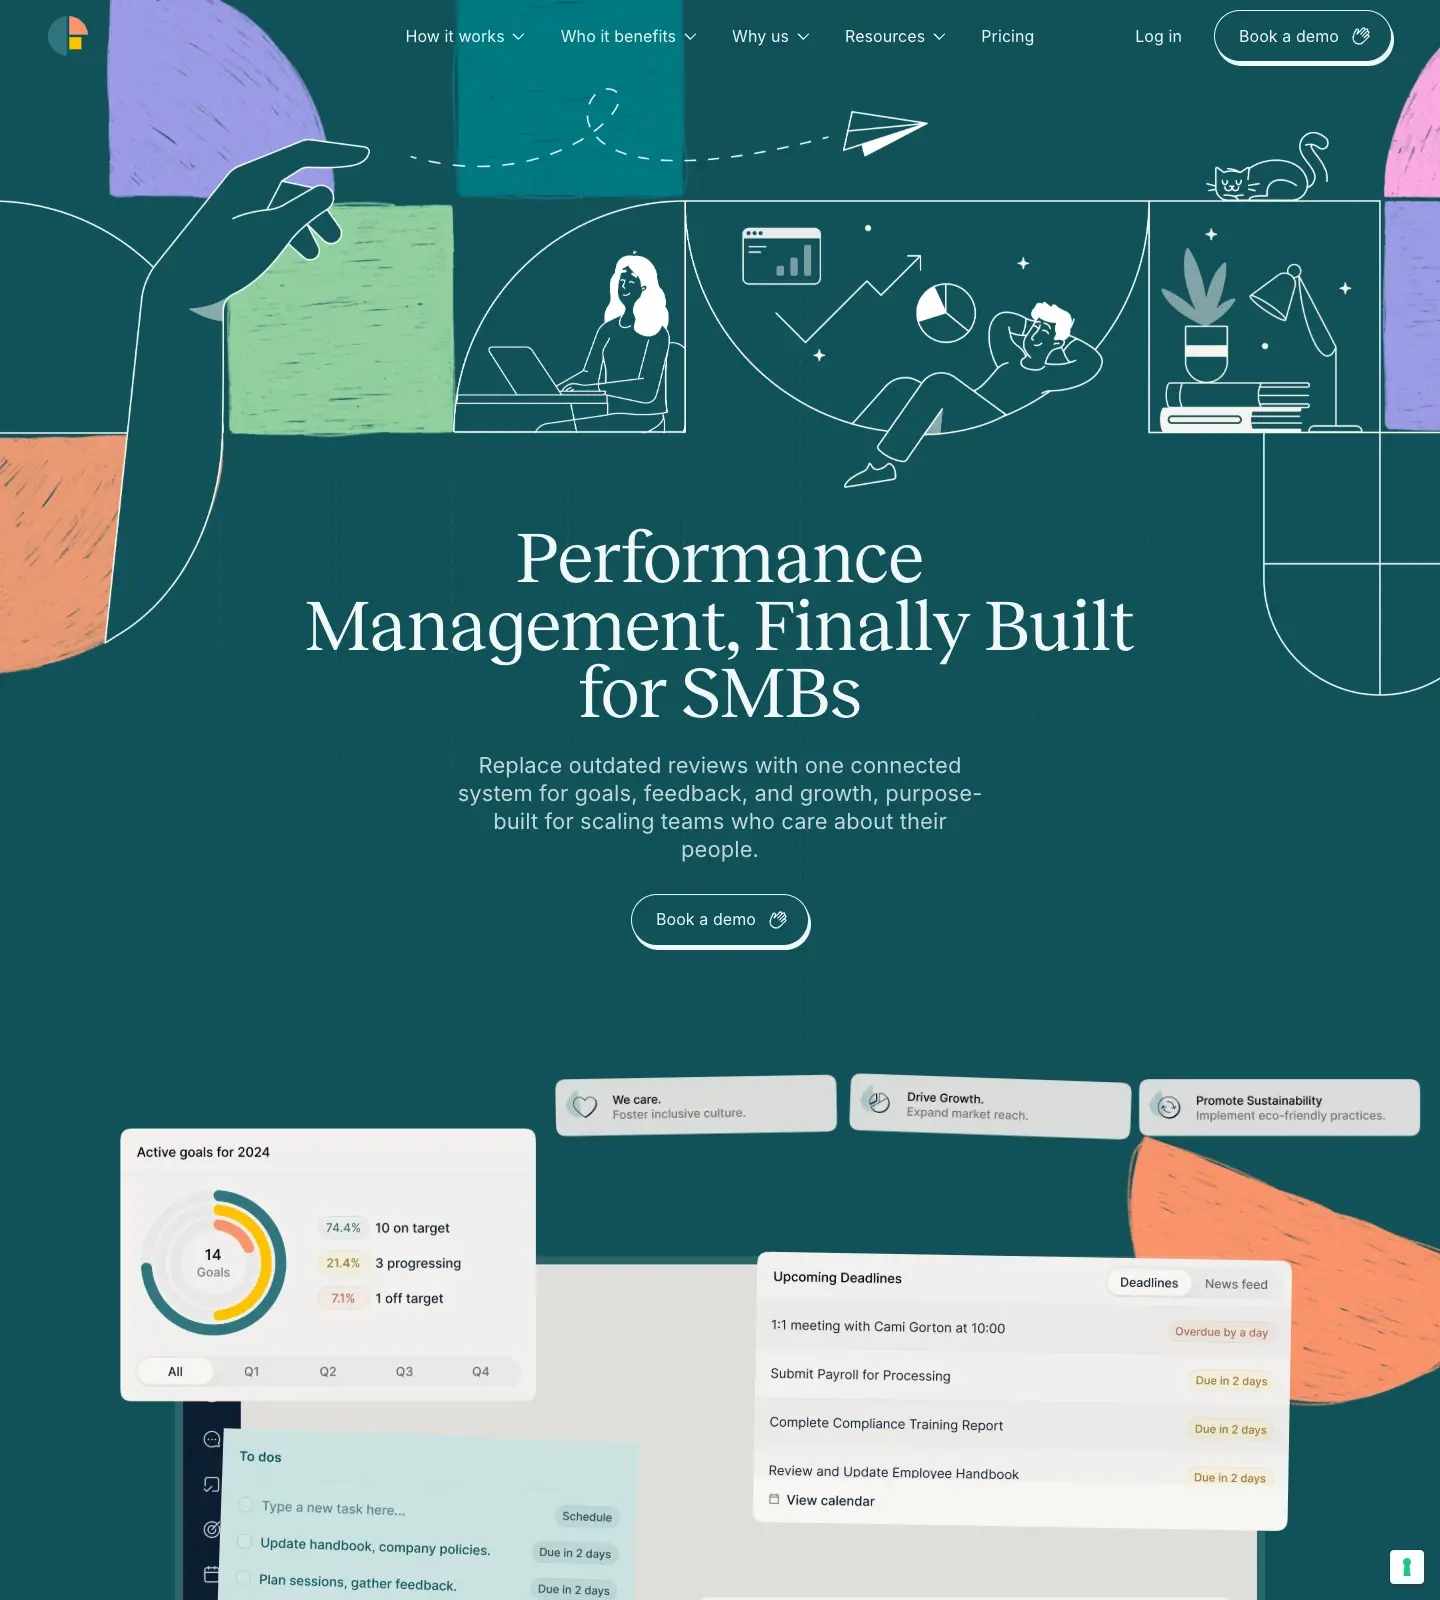 How it works
Who it benefits
Why us
Resources
Pricing
Log in
Book a demo
Performance
Management, Finally Built
for SMBs
Replace outdated reviews with one connected
system for goals, feedback, and growth, purpose-
built for scaling teams who care about their
people.
Book a demo
We care.
Foster inclusive culture.
Drive Growth.
Expand market reach.
Promote Sustainability
Implement eco-friendly practices.
Active goals for 2024
14
Goals
74.4% 10 on target
21.4% 3 progressing
7.1% 1 off target
All Q1 Q2 Q3 Q4
Upcoming Deadlines
Deadlines News feed
1:1 meeting with Cami Gorton at 10:00 Overdue by a day
Submit Payroll for Processing Due in 2 days
Complete Compliance Training Report Due in 2 days
Review and Update Employee Handbook Due in 2 days
View calendar
To dos
Type a new task here... Schedule
Update handbook, company policies. Due in 2 days
Plan sessions, gather feedback. Due in 2 days